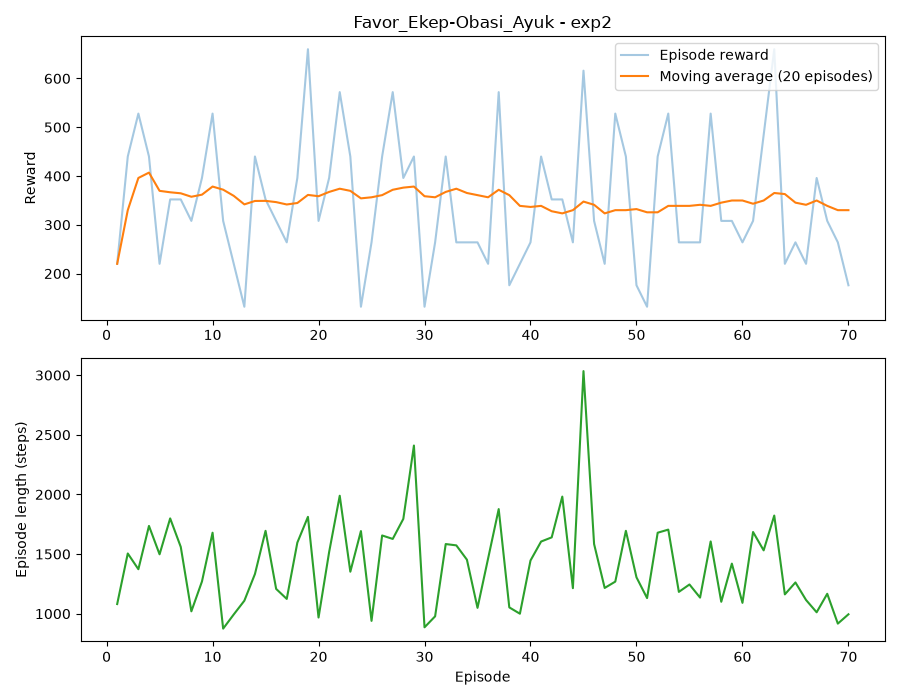 Favor_Ekep-Obasi_Ayuk - exp2
Episode reward
Moving average (20 episodes)
Reward
600
500
400
300
200
0 10 20 30 40 50 60 70
Episode length (steps)
3000
2500
2000
1500
1000
0 10 20 30 40 50 60 70
Episode